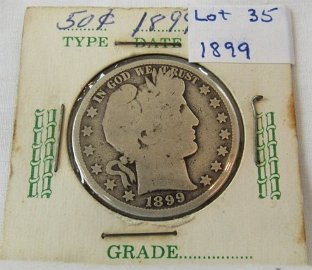 50¢ 1899 Lot 35
TYPE DATE 1899
IN GOD WE TRUST
1899
GRADE................